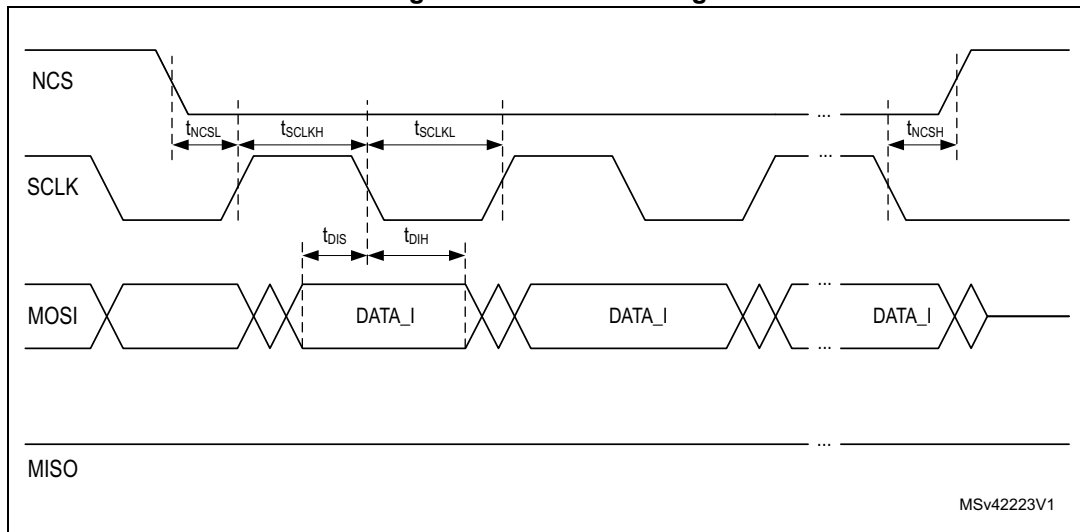 NCS
...
tNCSL tSCLKH tSCLKL tNCSH
SCLK
...
tDIS tDIH
MOSI DATA_I DATA_I ... DATA_I
...
...
MISO
MSv42223V1